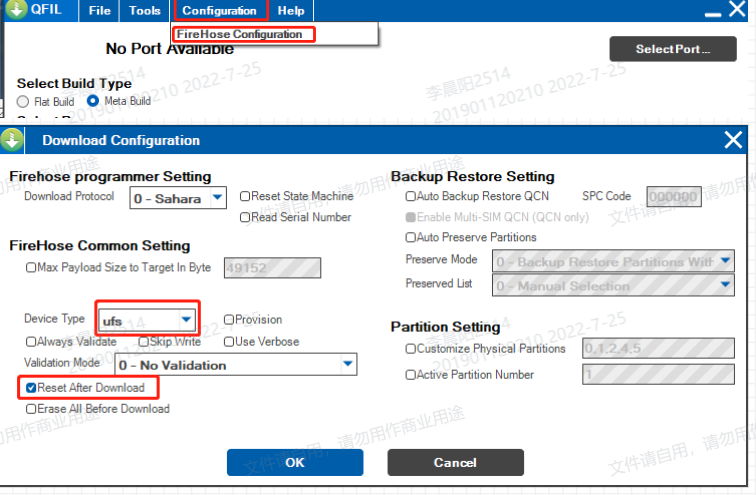 QFIL File Tools Configuration Help
FireHose Configuration
No Port Available
Select Port ...
Select Build Type
Flat Build Meta Build
李晨阳2514
201901120210 2022-7-25
Download Configuration
Firehose programmer Setting
Download Protocol 0 - Sahara Reset State Machine
Read Serial Number
FireHose Common Setting
Max Payload Size to Target In Byte 49152
Device Type ufs Provision
Always Validate Skip Write Use Verbose
Validation Mode 0 - No Validation
Reset After Download
Erase All Before Download
Backup Restore Setting
Auto Backup Restore QCN SPC Code 000000
Enable Multi-SIM QCN (QCN only)
Auto Preserve Partitions
Preserve Mode 0 - Backup Restore Partitions With
Preserved List 0 - Manual Selection
Partition Setting
Customize Physical Partitions 0,1,2,4,5
Active Partition Number 1
OK Cancel
文件请自用，请勿用作商业用途